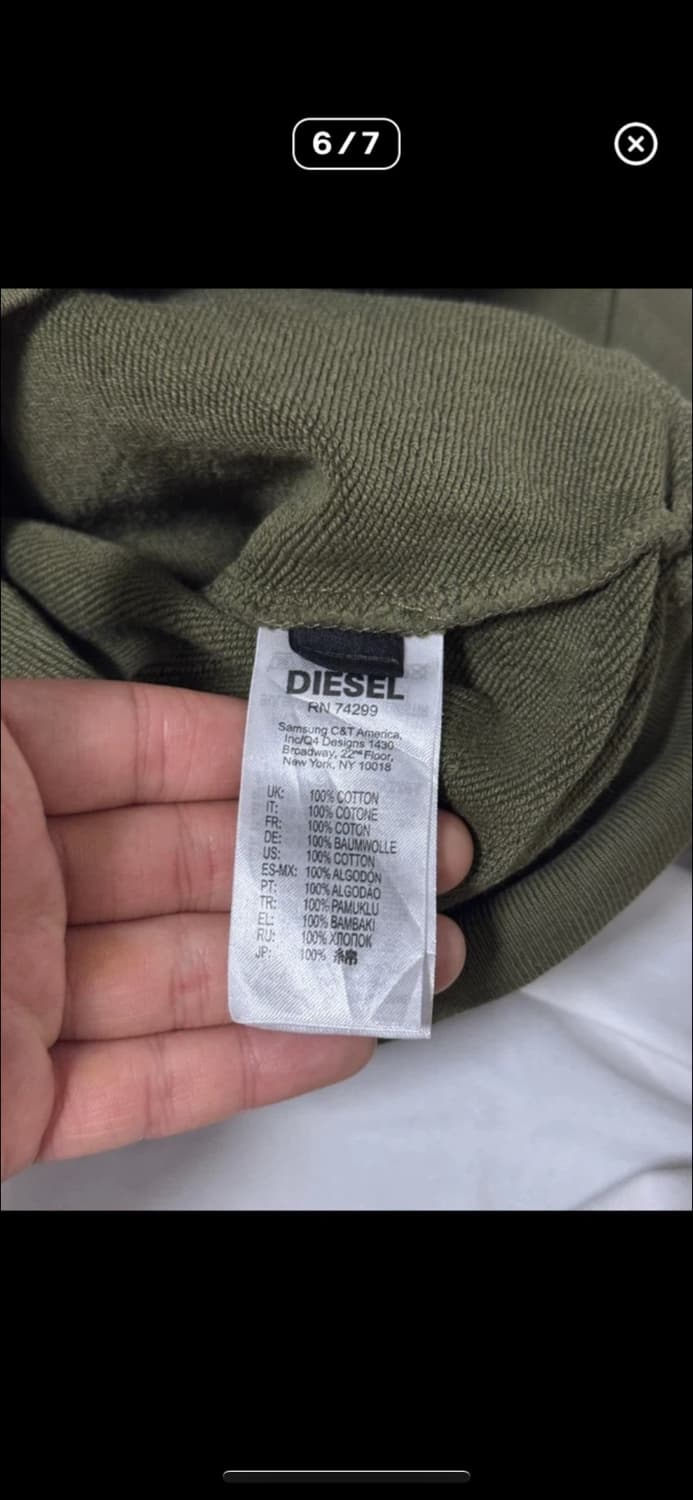 6/7
DIESEL
RN 74299
Samsung C&T America,
Inc/Q4 Designs 1430
Broadway, 22nd Floor,
New York, NY 10018
UK: 100% COTTON
IT: 100% COTONE
FR: 100% COTON
DE: 100% BAUMWOLLE
US: 100% COTTON
ES-MX: 100% ALGODÓN
PT: 100% ALGODÃO
TR: 100% PAMUKLU
EL: 100% BAMBAKI
RU: 100% ХЛОПОК
JP: 100% 綿